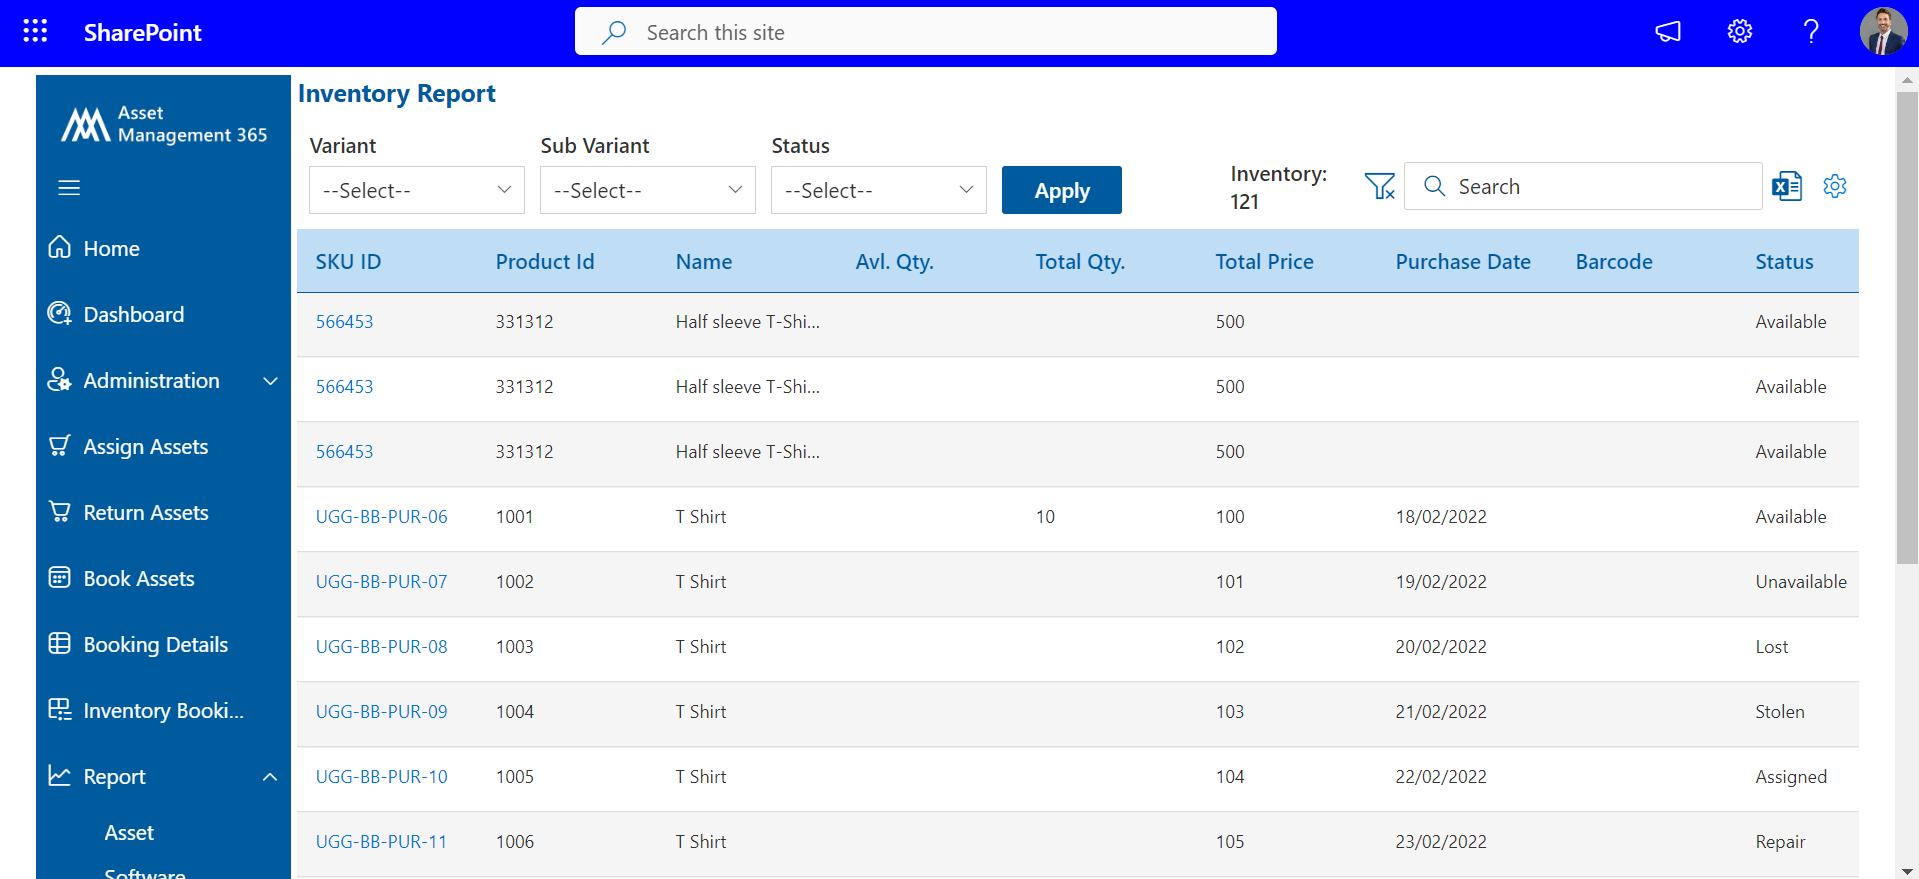 SharePoint
Search this site
Asset
Management 365
Home
Dashboard
Administration
Assign Assets
Return Assets
Book Assets
Booking Details
Inventory Booki...
Report
Asset
Software
Inventory Report
Variant Sub Variant Status
--Select-- --Select-- --Select-- Apply
Inventory:
121
Search
SKU ID Product Id Name Avl. Qty. Total Qty. Total Price Purchase Date Barcode Status
566453 331312 Half sleeve T-Shi... 500 Available
566453 331312 Half sleeve T-Shi... 500 Available
566453 331312 Half sleeve T-Shi... 500 Available
UGG-BB-PUR-06 1001 T Shirt 10 100 18/02/2022 Available
UGG-BB-PUR-07 1002 T Shirt 101 19/02/2022 Unavailable
UGG-BB-PUR-08 1003 T Shirt 102 20/02/2022 Lost
UGG-BB-PUR-09 1004 T Shirt 103 21/02/2022 Stolen
UGG-BB-PUR-10 1005 T Shirt 104 22/02/2022 Assigned
UGG-BB-PUR-11 1006 T Shirt 105 23/02/2022 Repair